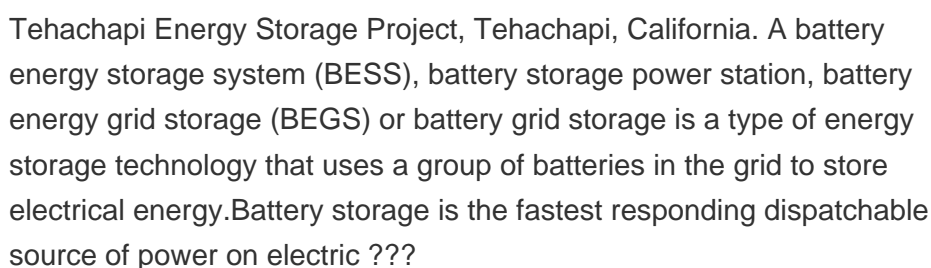 Tehachapi Energy Storage Project, Tehachapi, California. A battery
energy storage system (BESS), battery storage power station, battery
energy grid storage (BEGS) or battery grid storage is a type of energy
storage technology that uses a group of batteries in the grid to store
electrical energy.Battery storage is the fastest responding dispatchable
source of power on electric ???